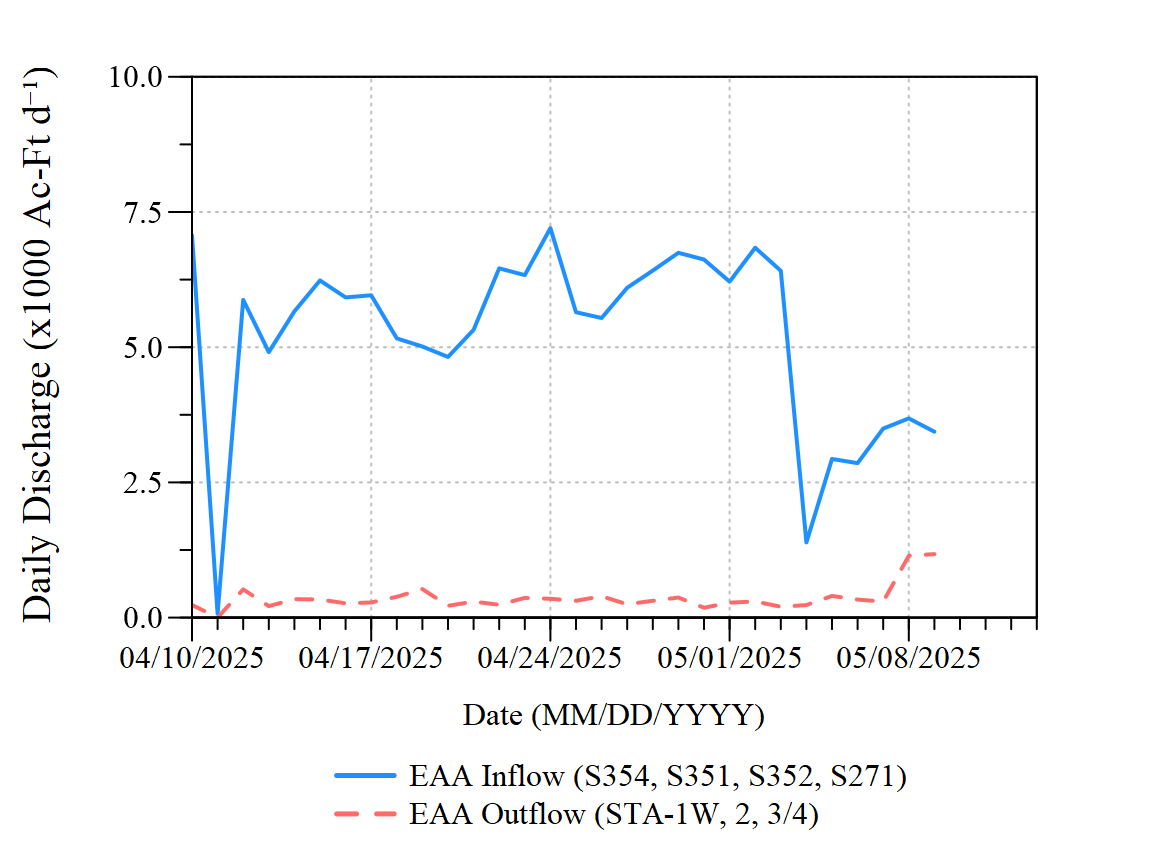 Daily Discharge (x1000 Ac-Ft d⁻¹)
10.0
7.5
5.0
2.5
0.0
04/10/2025 04/17/2025 04/24/2025 05/01/2025 05/08/2025
Date (MM/DD/YYYY)
EAA Inflow (S354, S351, S352, S271)
EAA Outflow (STA-1W, 2, 3/4)